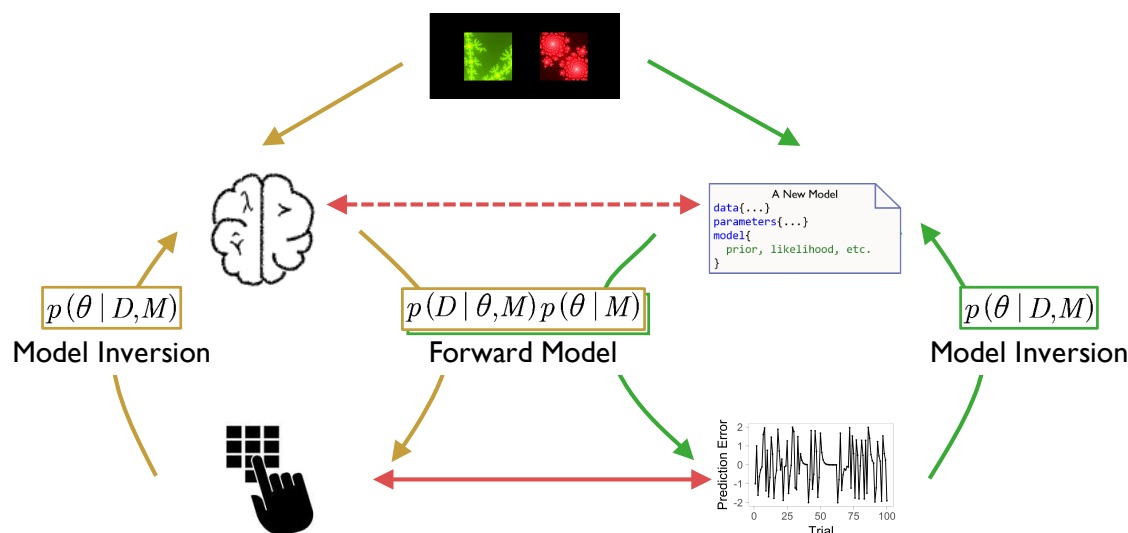 A New Model
data{...}
parameters{...}
model{
prior, likelihood, etc.
}
λ
p(θ | D,M)
p(D | θ,M) p(θ | M)
p(θ | D,M)
Model Inversion
Forward Model
Model Inversion
Prediction Error
2
1
0
-1
-2
1 25 50 75 100
Trial